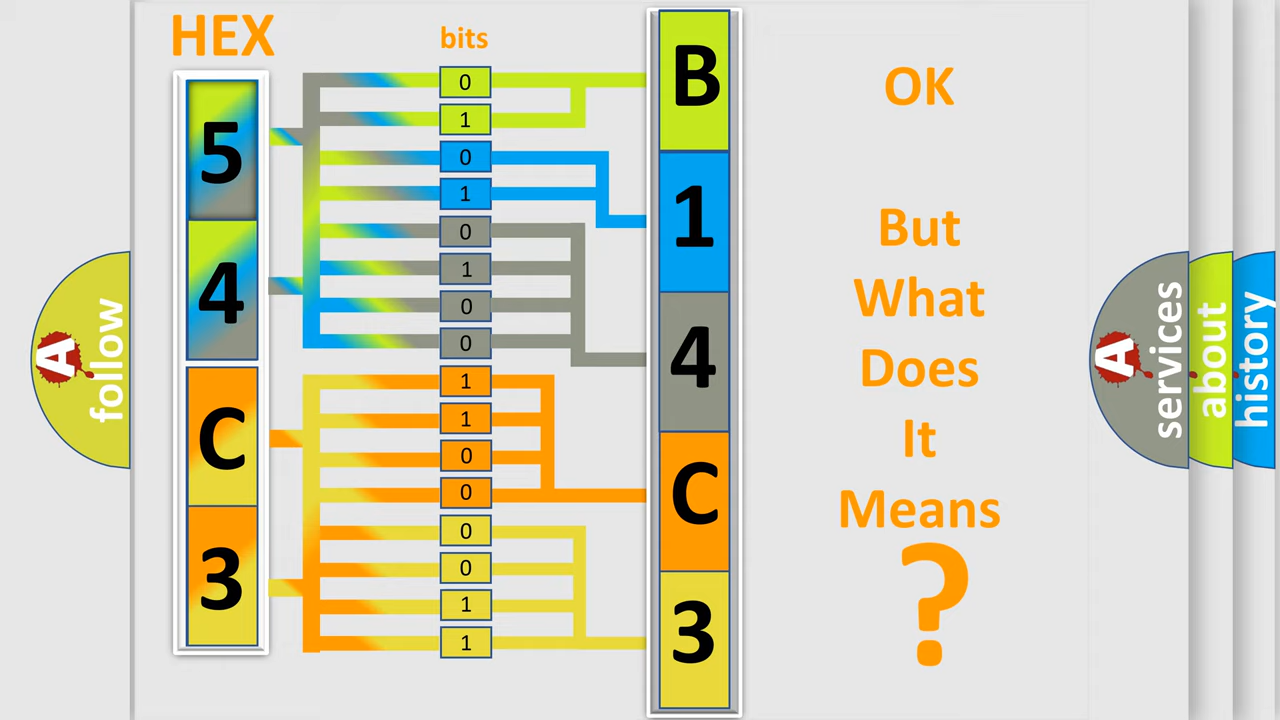 HEX
bits
5
4
C
3
0
1
0
1
0
1
0
0
1
1
0
0
0
0
1
1
B
1
4
C
3
OK
But
What
Does
It
Means
?
A
follow
A
services
about
history